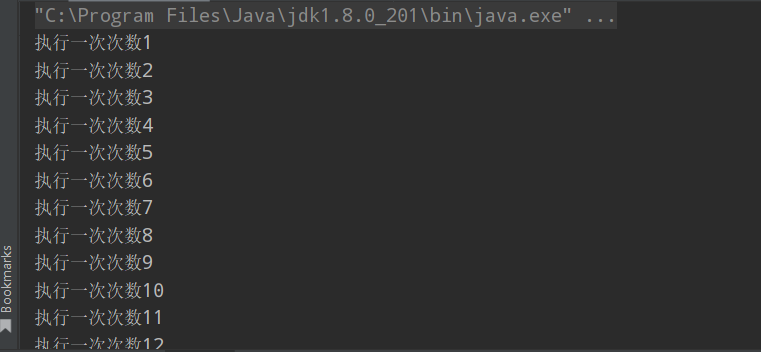 "C:\Program Files\Java\jdk1.8.0_201\bin\java.exe" ...
执行一次次数1
执行一次次数2
执行一次次数3
执行一次次数4
执行一次次数5
执行一次次数6
执行一次次数7
执行一次次数8
执行一次次数9
执行一次次数10
执行一次次数11
执行一次次数12
Bookmarks